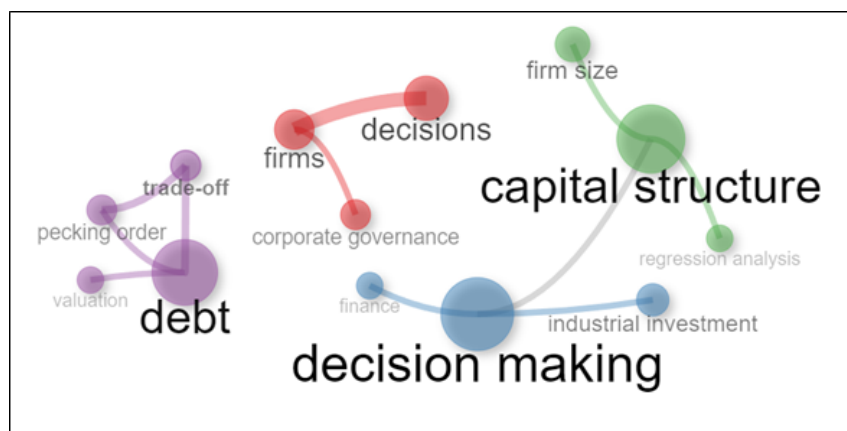 firm size
decisions
firms
trade-off
capital structure
pecking order
corporate governance
regression analysis
valuation
finance
debt
industrial investment
decision making